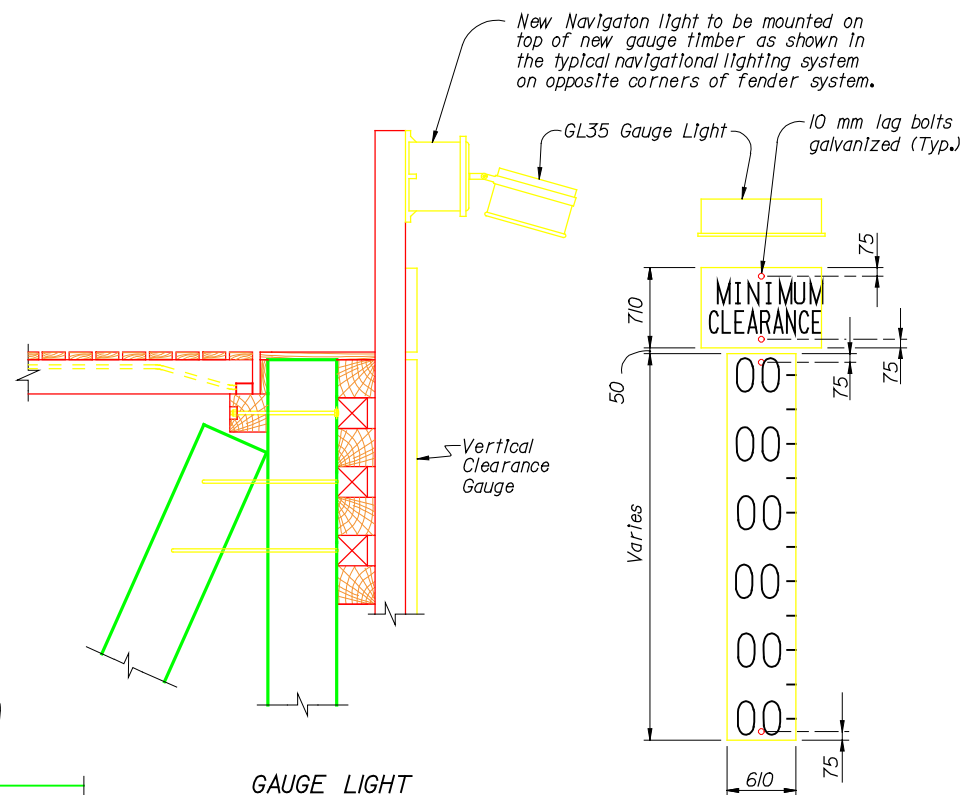 New Navigaton light to be mounted on
top of new gauge timber as shown in
the typical navigational lighting system
on opposite corners of fender system.
GL35 Gauge Light
10 mm lag bolts
galvanized (Typ.)
75
MINIMUM
CLEARANCE
710
50
75
75
00
00
00
00
00
00
Varies
Vertical
Clearance
Gauge
75
610
GAUGE LIGHT